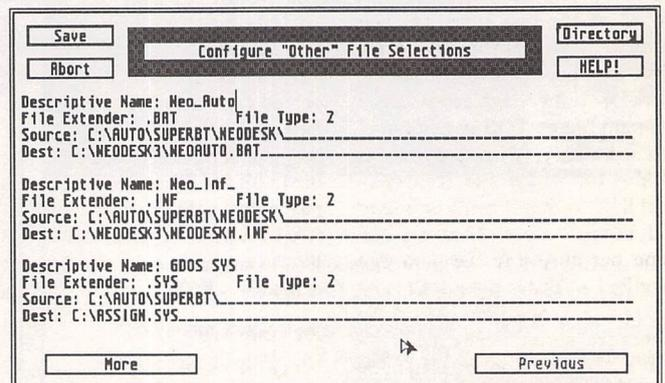 Save
Configure "Other" File Selections
Directory
Abort
HELP!
Descriptive Name: Neo_Auto
File Extender: .BAT File Type: 2
Source: C:\AUTO\SUPERBT\NEODESK\
Dest: C:\NEODESK3\NEOAUTO.BAT
Descriptive Name: Neo_Inf_
File Extender: .INF File Type: 2
Source: C:\AUTO\SUPERBT\NEODESK\
Dest: C:\NEODESK3\NEODESKH.INF
Descriptive Name: GDOS SYS
File Extender: .SYS File Type: 2
Source: C:\AUTO\SUPERBT\
Dest: C:\ASSIGN.SYS
More
Previous